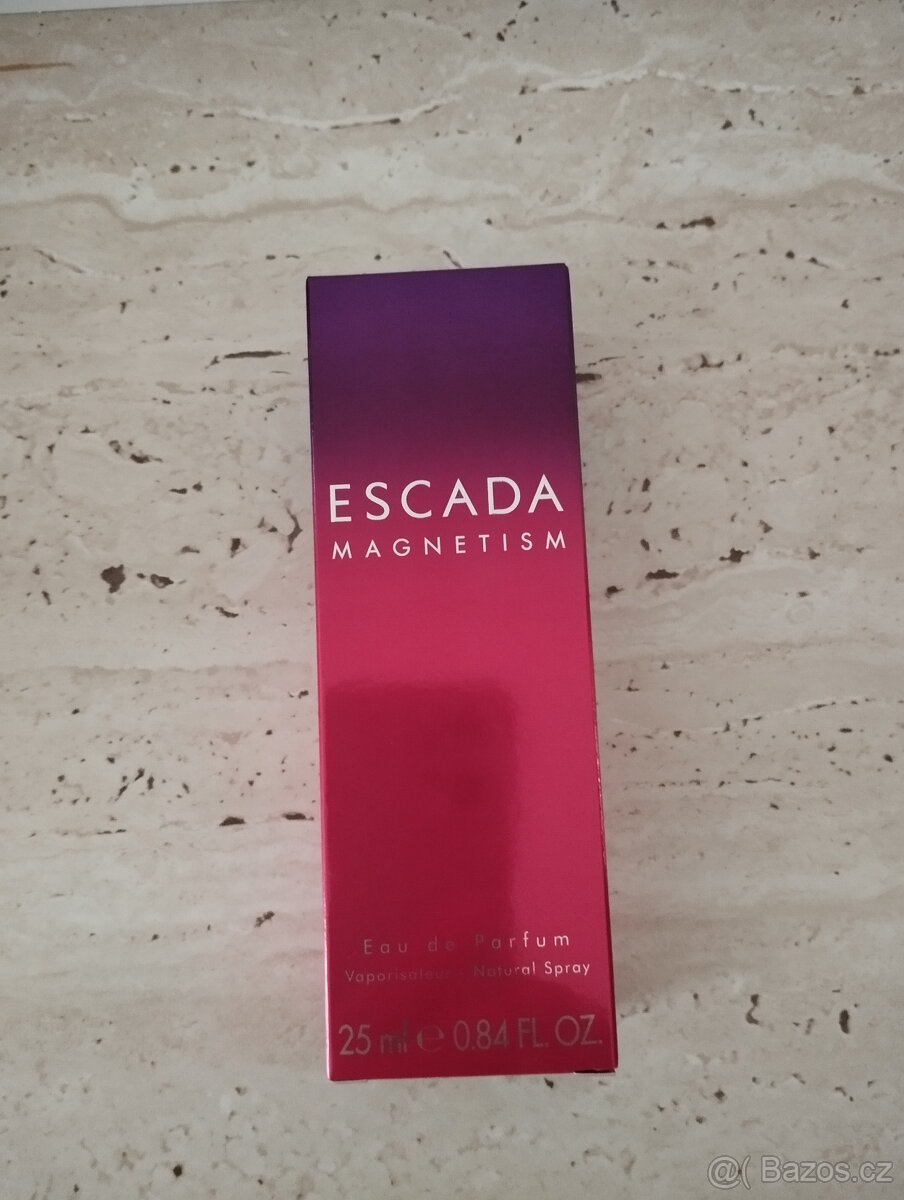 ESCADA
MAGNETISM
Eau de Parfum
Vaporisateur - Natural Spray
25 ml e 0.84 FL. OZ.
@( Bazos.cz